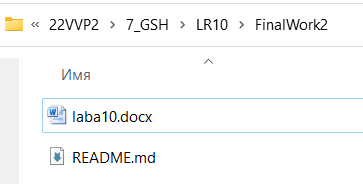 « 22VVP2 > 7_GSH > LR10 > FinalWork2
Имя
laba10.docx
README.md